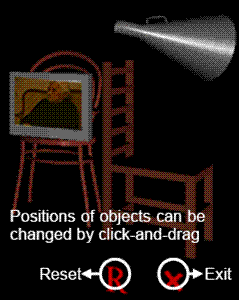 Positions of objects can be
changed by click-and-drag
Reset R X Exit